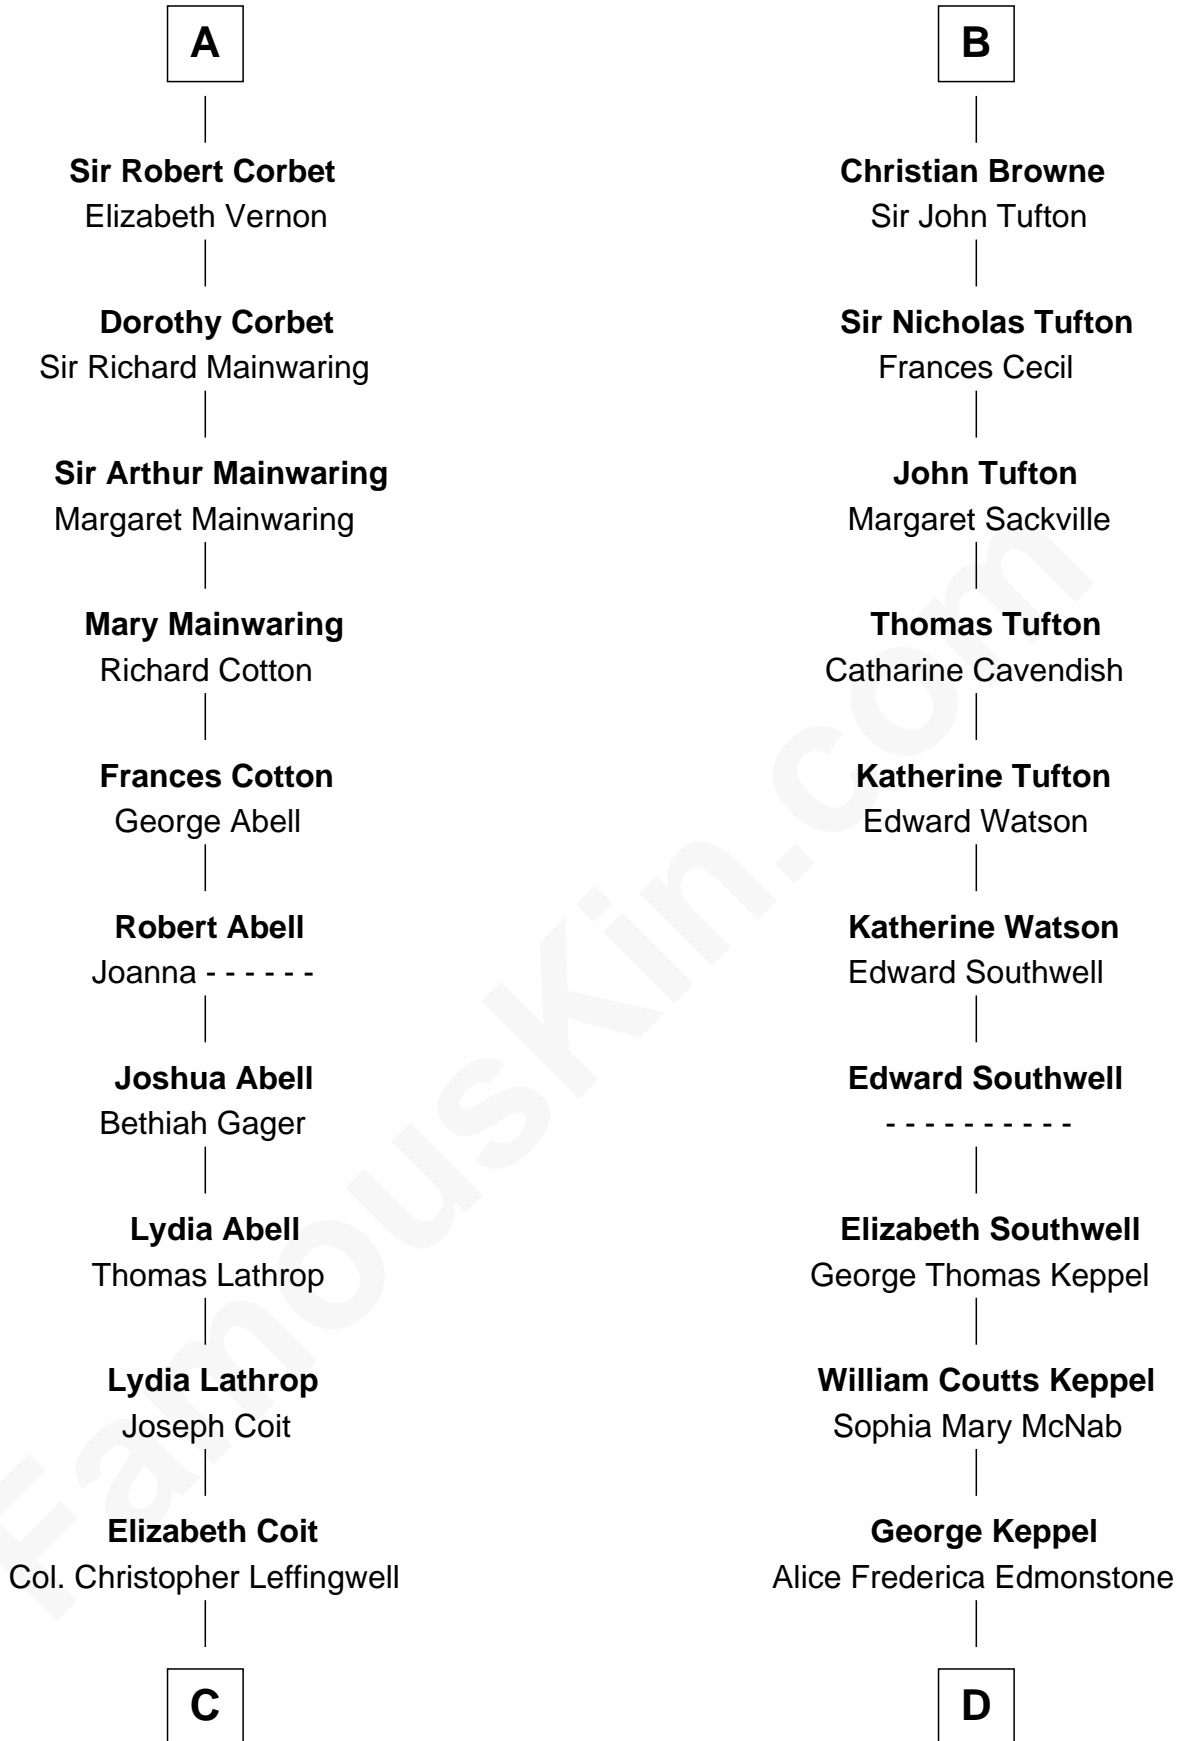 A
Sir Robert Corbet
Elizabeth Vernon
Dorothy Corbet
Sir Richard Mainwaring
Sir Arthur Mainwaring
Margaret Mainwaring
Mary Mainwaring
Richard Cotton
Frances Cotton
George Abell
Robert Abell
Joanna - - - - - -
Joshua Abell
Bethiah Gager
Lydia Abell
Thomas Lathrop
Lydia Lathrop
Joseph Coit
Elizabeth Coit
Col. Christopher Leffingwell
C
B
Christian Browne
Sir John Tufton
Sir Nicholas Tufton
Frances Cecil
John Tufton
Margaret Sackville
Thomas Tufton
Catharine Cavendish
Katherine Tufton
Edward Watson
Katherine Watson
Edward Southwell
Edward Southwell
- - - - - - - - - -
Elizabeth Southwell
George Thomas Keppel
William Coutts Keppel
Sophia Mary McNab
George Keppel
Alice Frederica Edmonstone
D
FamousKin.com